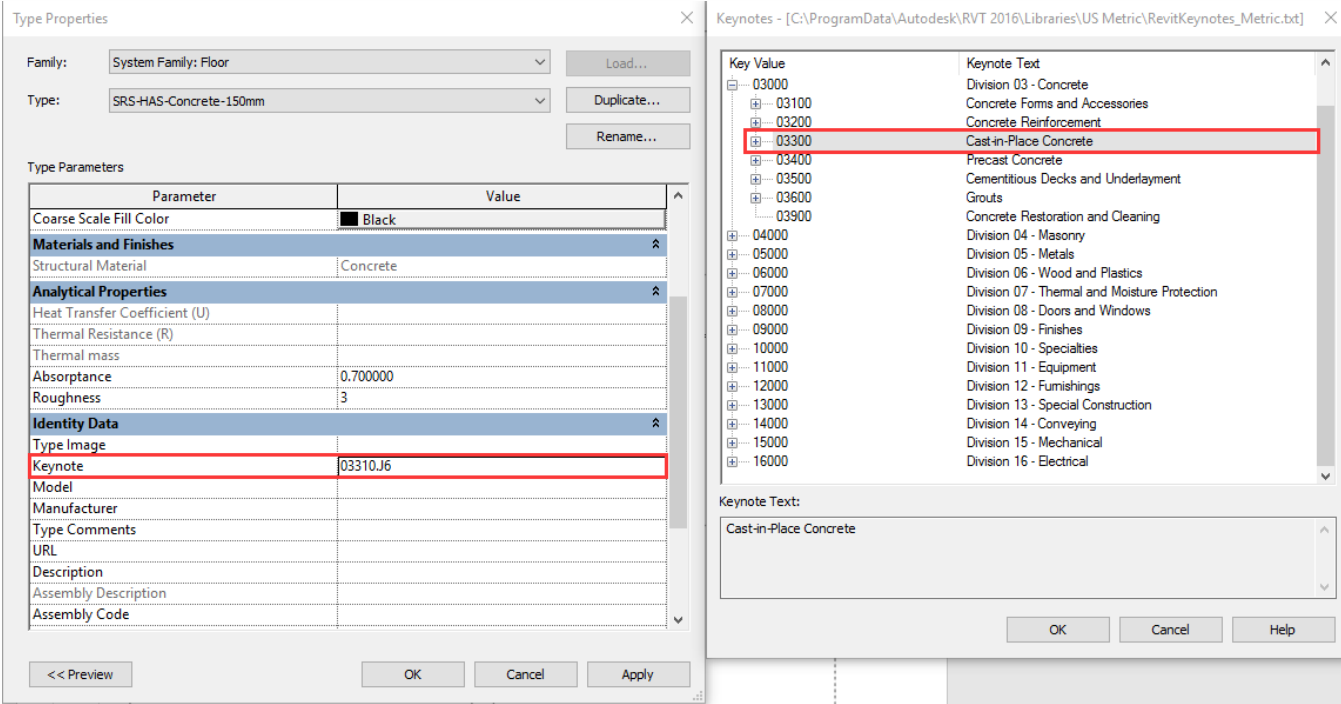 Type Properties
Family: System Family: Floor Load...
Type: SRS-HAS-Concrete-150mm Duplicate...
Rename...
Type Parameters
Parameter Value
Coarse Scale Fill Color Black
Materials and Finishes
Structural Material Concrete
Analytical Properties
Heat Transfer Coefficient (U)
Thermal Resistance (R)
Thermal mass
Absorptance 0.700000
Roughness 3
Identity Data
Type Image
Keynote 03310.J6
Model
Manufacturer
Type Comments
URL
Description
Assembly Description
Assembly Code
<< Preview OK Cancel Apply
Keynotes - [C:\ProgramData\Autodesk\RVT 2016\Libraries\US Metric\RevitKeynotes_Metric.txt]
Key Value Keynote Text
03000 Division 03 - Concrete
03100 Concrete Forms and Accessories
03200 Concrete Reinforcement
03300 Cast-in-Place Concrete
03400 Precast Concrete
03500 Cementitious Decks and Underlayment
03600 Grouts
03900 Concrete Restoration and Cleaning
04000 Division 04 - Masonry
05000 Division 05 - Metals
06000 Division 06 - Wood and Plastics
07000 Division 07 - Thermal and Moisture Protection
08000 Division 08 - Doors and Windows
09000 Division 09 - Finishes
10000 Division 10 - Specialties
11000 Division 11 - Equipment
12000 Division 12 - Furnishings
13000 Division 13 - Special Construction
14000 Division 14 - Conveying
15000 Division 15 - Mechanical
16000 Division 16 - Electrical
Keynote Text:
Cast-in-Place Concrete
OK Cancel Help